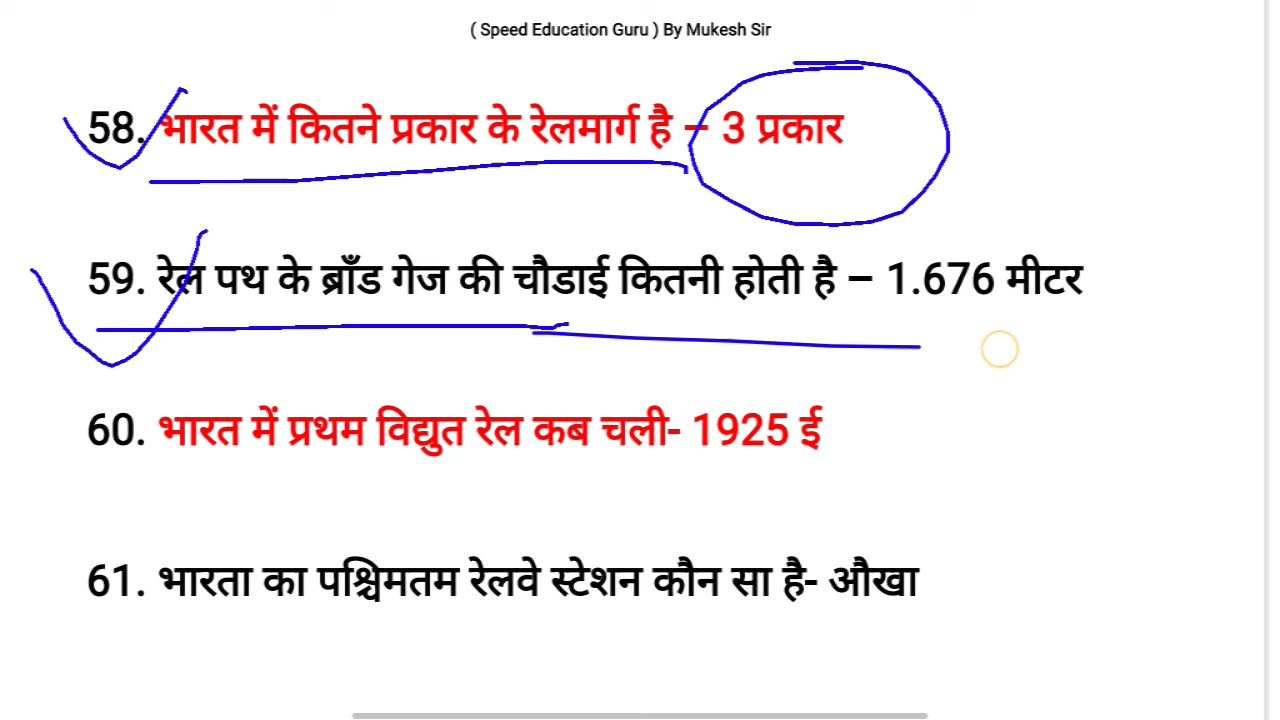 ( Speed Education Guru ) By Mukesh Sir
58. भारत में कितने प्रकार के रेलमार्ग है – 3 प्रकार
59. रेल पथ के ब्राँड गेज की चौडाई कितनी होती है – 1.676 मीटर
60. भारत में प्रथम विद्युत रेल कब चली- 1925 ई
61. भारता का पश्चिमतम रेलवे स्टेशन कौन सा है- औखा